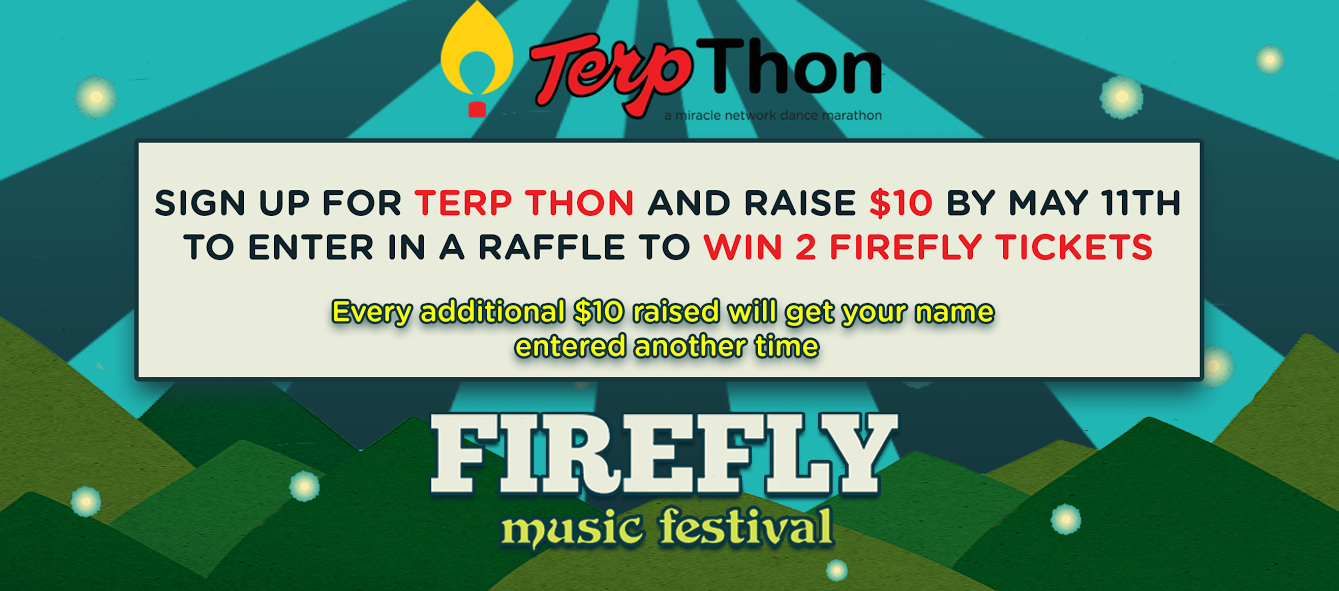 Terp Thon
a miracle network dance marathon
SIGN UP FOR TERP THON AND RAISE $10 BY MAY 11TH
TO ENTER IN A RAFFLE TO WIN 2 FIREFLY TICKETS
Every additional $10 raised will get your name
entered another time
FIREFLY
music festival